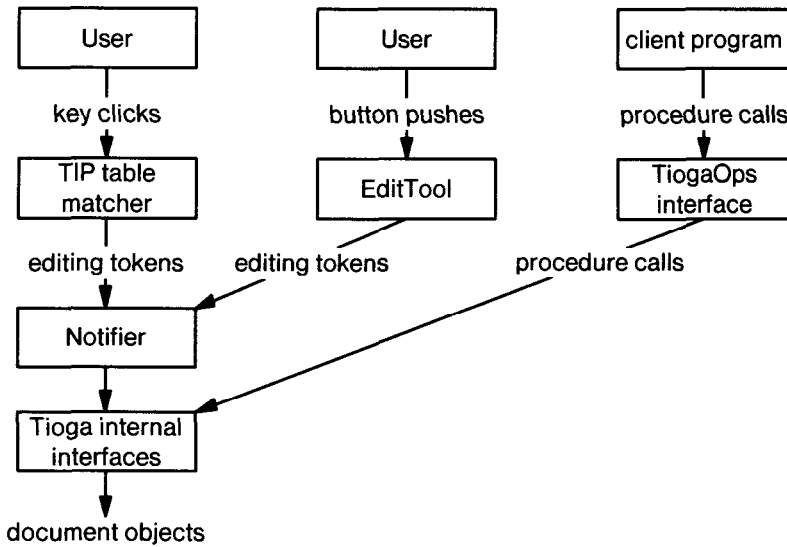 User
User
client program
key clicks
button pushes
procedure calls
TIP table
matcher
EditTool
TiogaOps
interface
editing tokens
editing tokens
procedure calls
Notifier
Tioga internal
interfaces
document objects